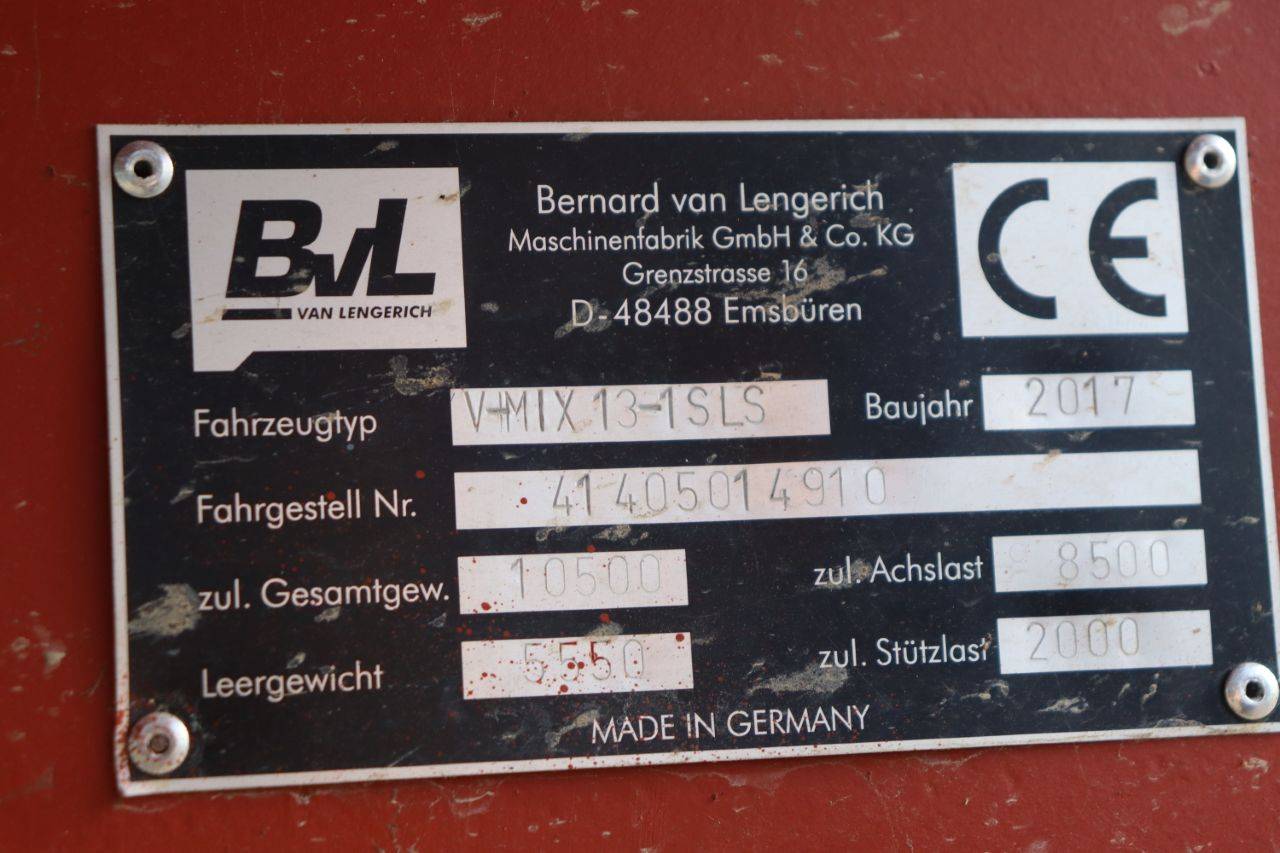 BvL
VAN LENGERICH
Bernard van Lengerich
Maschinenfabrik GmbH & Co. KG
Grenzstrasse 16
D-48488 Emsbüren
CE
Fahrzeugtyp V-MIX 13-1SLS Baujahr 2017
Fahrgestell Nr. 41405014910
zul. Gesamtgew. 10500 zul. Achslast 8500
Leergewicht 5550 zul. Stützlast 2000
MADE IN GERMANY